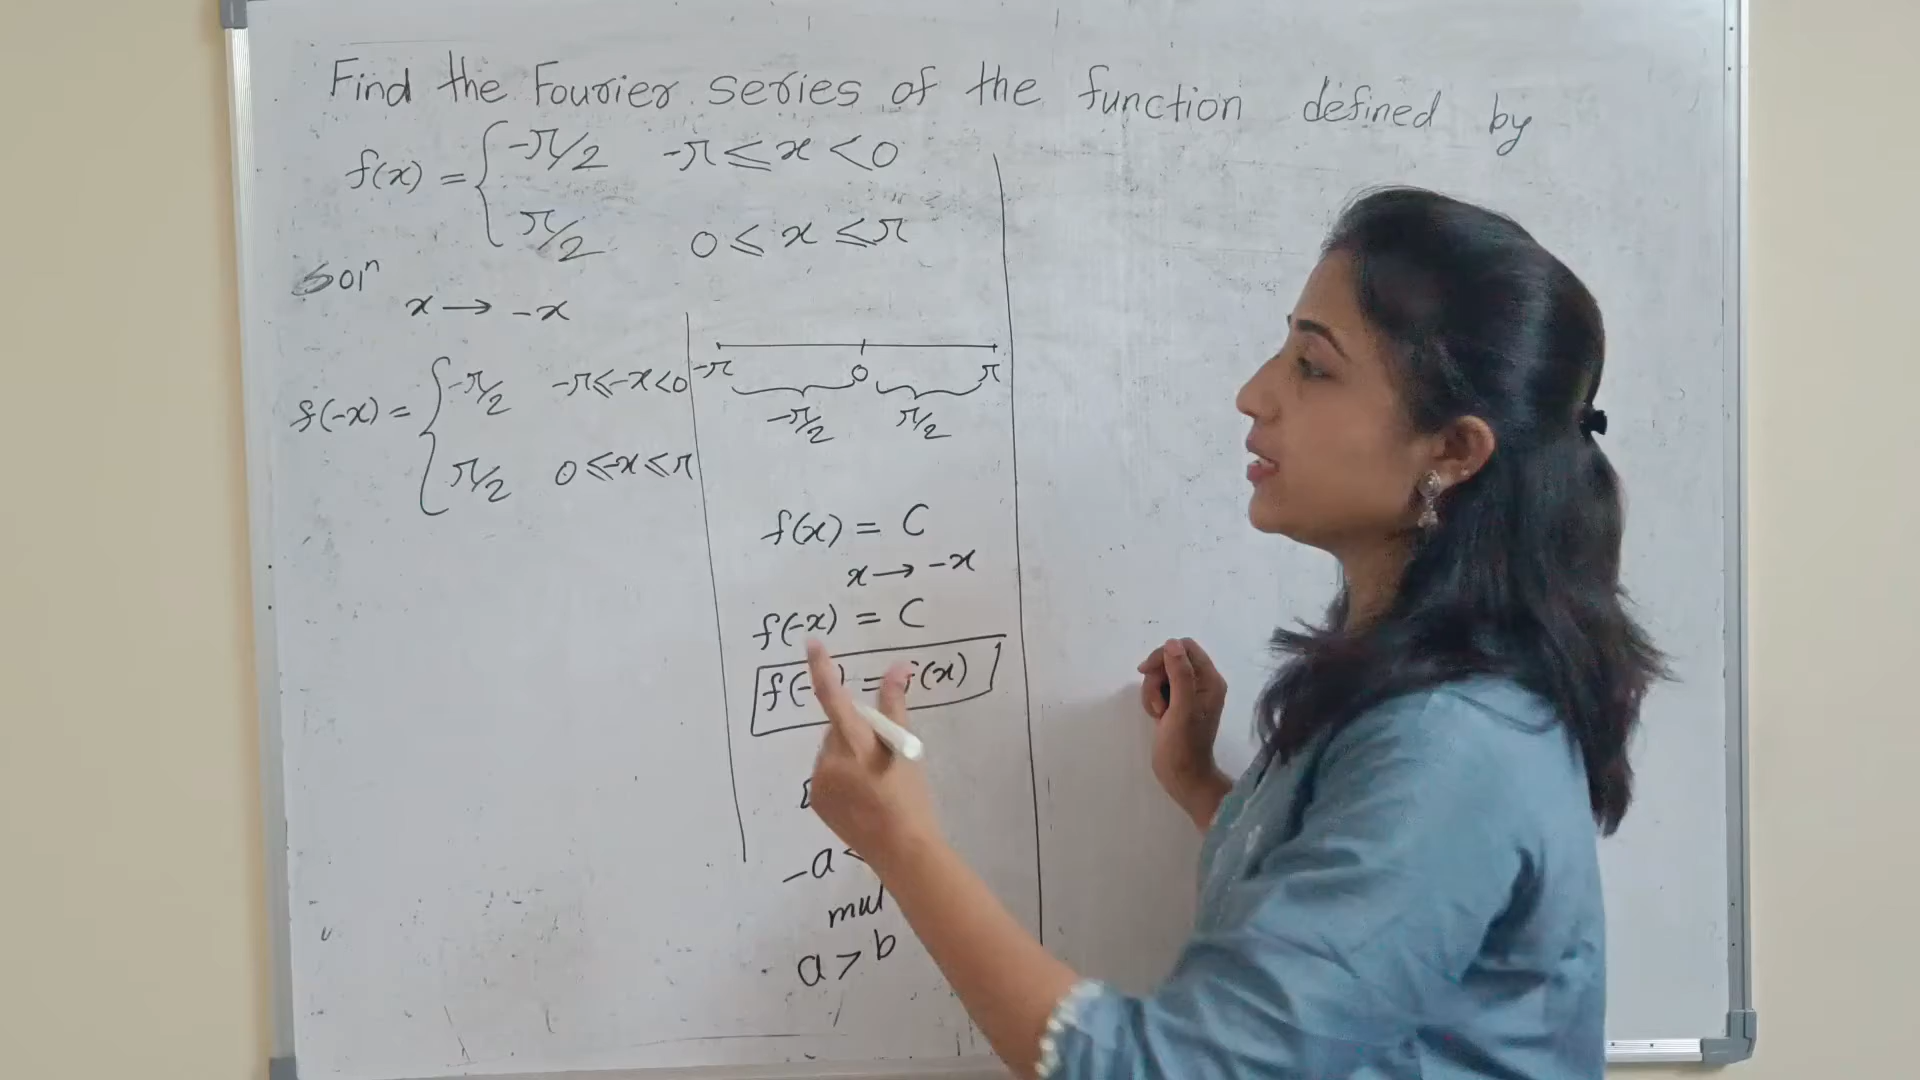 Find the Fourier series of the function defined by
f(x) = { -π/2   -π ≤ x < 0
π/2   0 ≤ x ≤ π
Solⁿ
x → -x
f(-x) = { -π/2   -π ≤ -x < 0
π/2   0 ≤ -x ≤ π
-π   0   π
-π/2   π/2
f(x) = C
x → -x
f(-x) = C
f(- = f(x)
-a <
mul
a > b